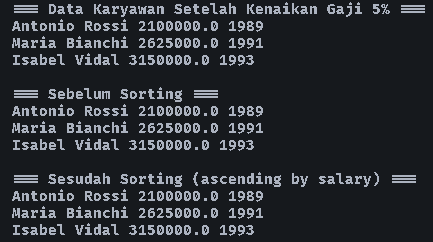 === Data Karyawan Setelah Kenaikan Gaji 5% ===
Antonio Rossi 2100000.0 1989
Maria Bianchi 2625000.0 1991
Isabel Vidal 3150000.0 1993
=== Sebelum Sorting ===
Antonio Rossi 2100000.0 1989
Maria Bianchi 2625000.0 1991
Isabel Vidal 3150000.0 1993
=== Sesudah Sorting (ascending by salary) ===
Antonio Rossi 2100000.0 1989
Maria Bianchi 2625000.0 1991
Isabel Vidal 3150000.0 1993